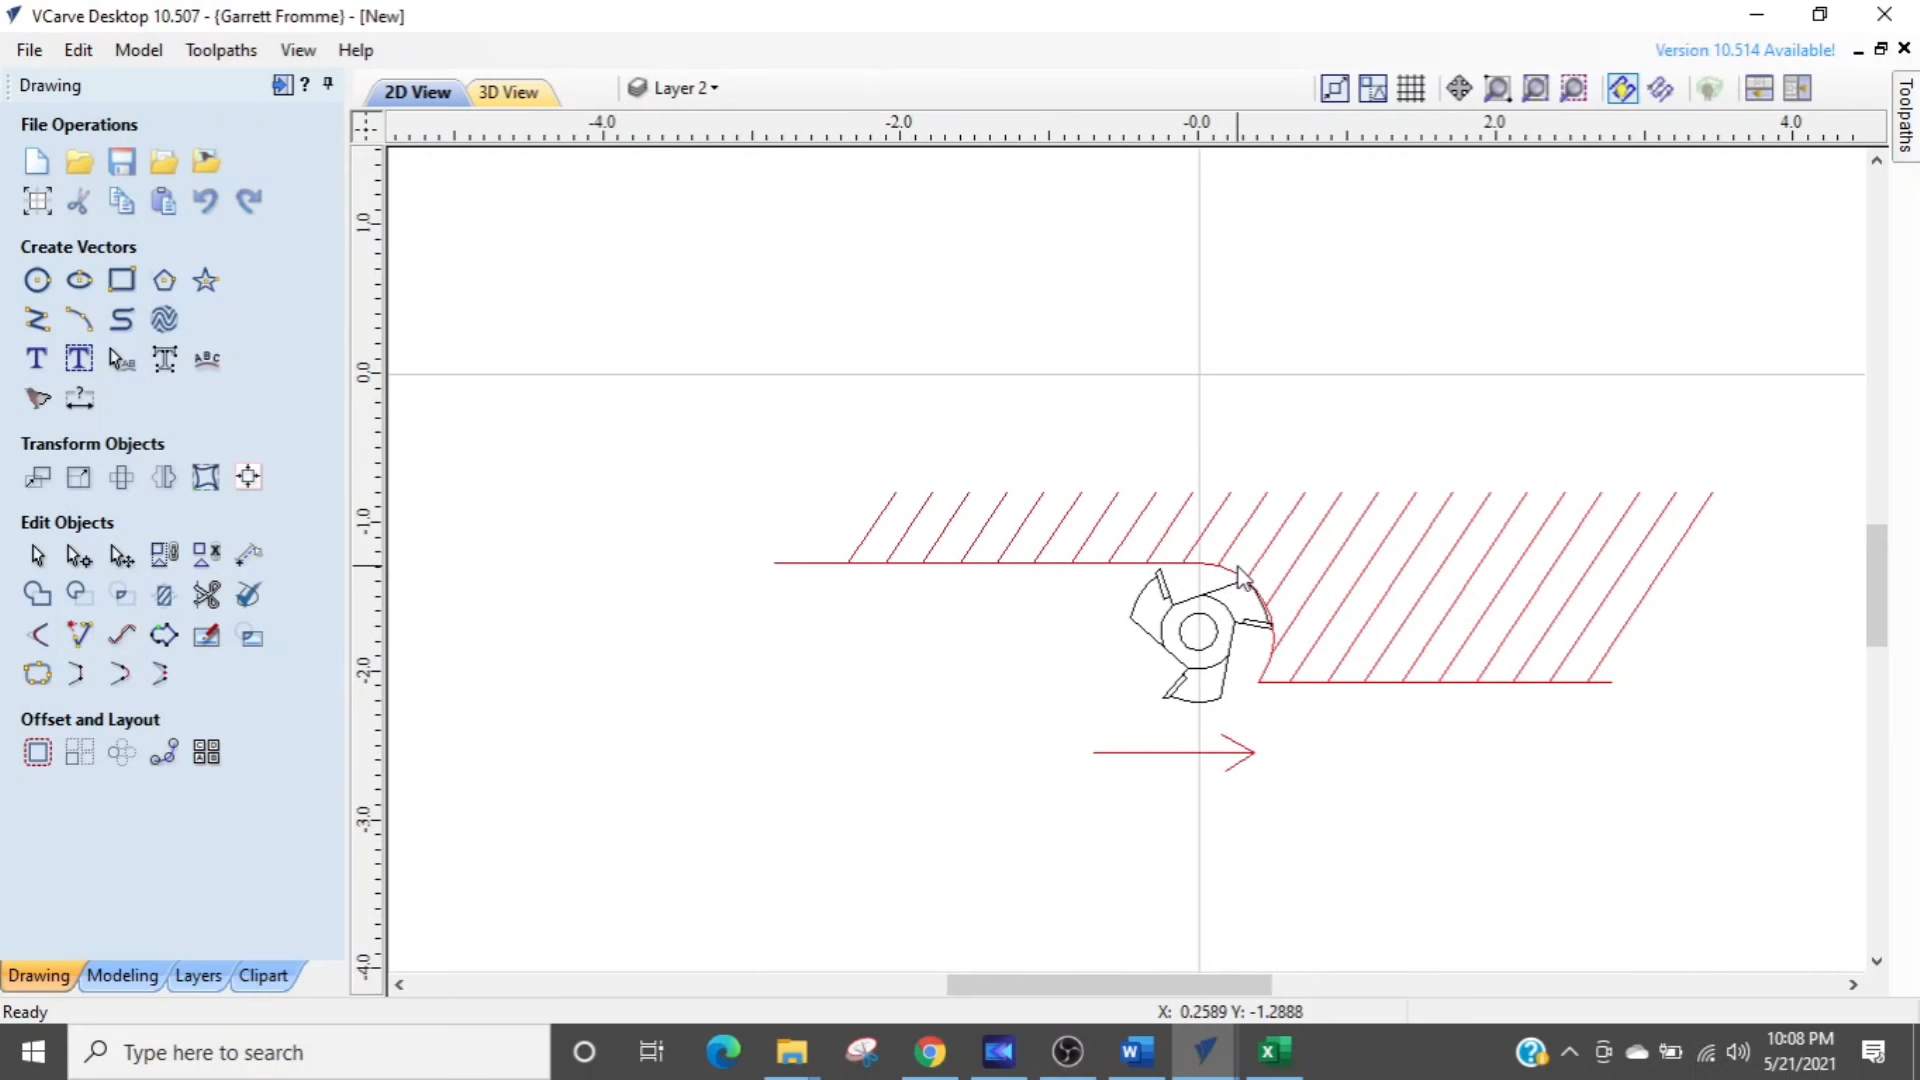 VCarve Desktop 10.507 - {Garrett Fromme} - [New]
File Edit Model Toolpaths View Help
Version 10.514 Available!
Drawing ?
2D View 3D View Layer 2
Toolpaths
-4.0 -2.0 -0.0 2.0 4.0
File Operations
Create Vectors
1.0
0.0
-1.0
-2.0
-3.0
-4.0
Transform Objects
Edit Objects
Offset and Layout
Drawing Modeling Layers Clipart
Ready
X: 0.2589 Y: -1.2888
Type here to search
10:08 PM
5/21/2021